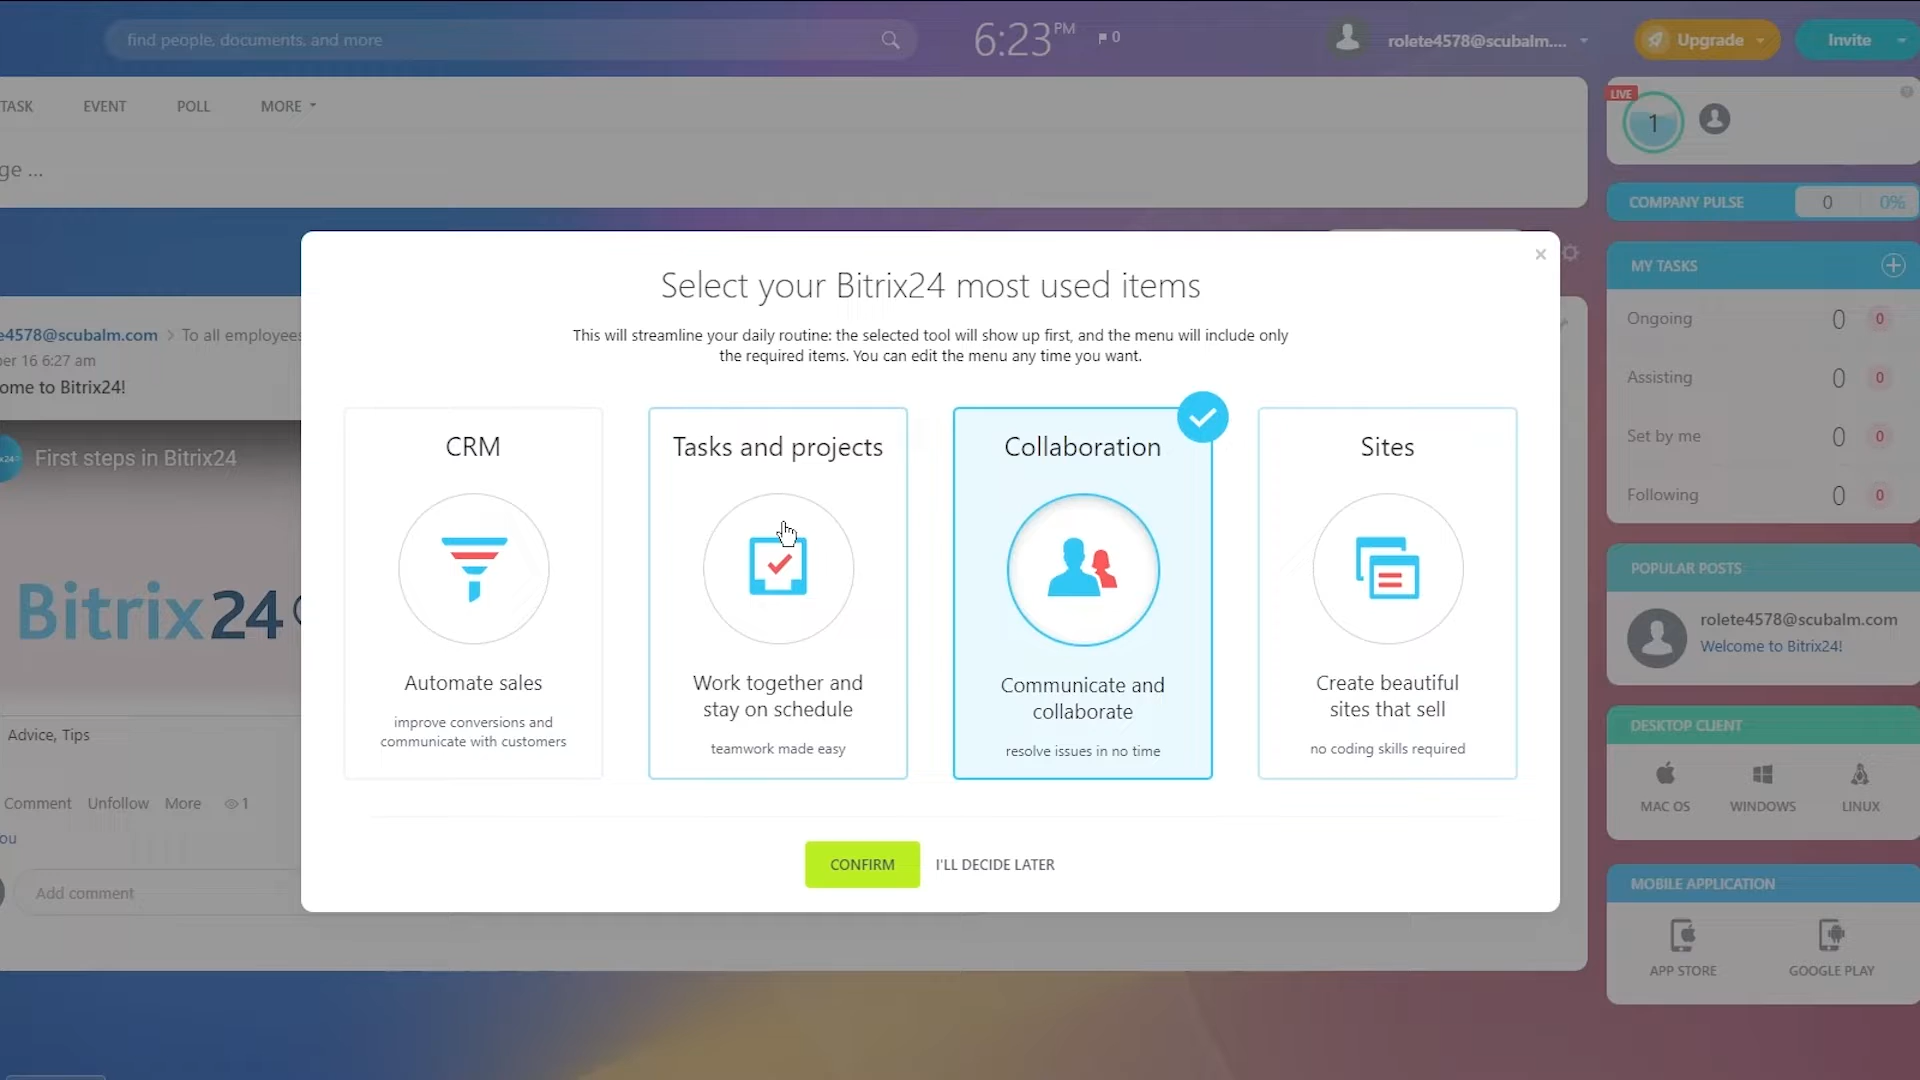 find people, documents, and more
6:23 PM
0
rolete4578@scubalm....
Upgrade
Invite
TASK
EVENT
POLL
MORE
ge ...
LIVE
1
COMPANY PULSE
0
0%
MY TASKS
Ongoing 0 0
Assisting 0 0
Set by me 0 0
Following 0 0
POPULAR POSTS
rolete4578@scubalm.com
Welcome to Bitrix24!
DESKTOP CLIENT
MAC OS
WINDOWS
LINUX
MOBILE APPLICATION
APP STORE
GOOGLE PLAY
e4578@scubalm.com > To all employees
ber 16 6:27 am
ome to Bitrix24!
First steps in Bitrix24
Bitrix24
Advice, Tips
Comment Unfollow More 1
ou
Add comment
Select your Bitrix24 most used items
This will streamline your daily routine: the selected tool will show up first, and the menu will include only
the required items. You can edit the menu any time you want.
CRM
Automate sales
improve conversions and
communicate with customers
Tasks and projects
Work together and
stay on schedule
teamwork made easy
Collaboration
Communicate and
collaborate
resolve issues in no time
Sites
Create beautiful
sites that sell
no coding skills required
CONFIRM
I'LL DECIDE LATER